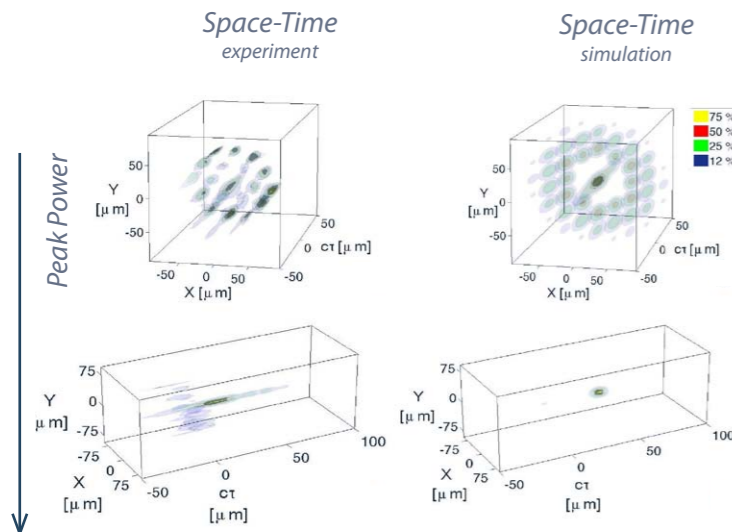 Space-Time
experiment
Space-Time
simulation
Peak Power
75 %
50 %
25 %
12 %
Y
[μ m]
50
0
-50
-50
0
50
X [μ m]
-50
0
50
cτ [μ m]
Y
[μ m]
50
0
-50
-50
0
50
X [μ m]
-50
0
50
cτ [μ m]
75
Y
0
μ m]
-75
-75
X
0
[μ m]
75
-50
0
50
100
cτ
[μ m]
75
Y
0
μ m]
-75
-75
X
0
[μ m]
75
-50
0
50
100
cτ
[μ m]